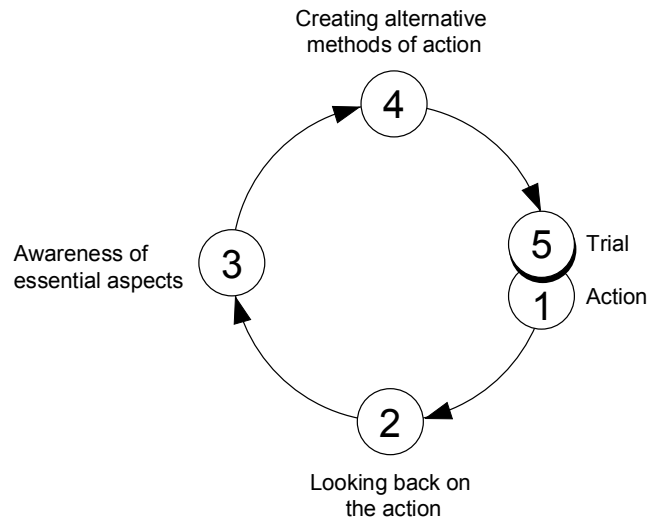 Creating alternative
methods of action
4
5
Trial
Awareness of
essential aspects
3
1
Action
2
Looking back on
the action